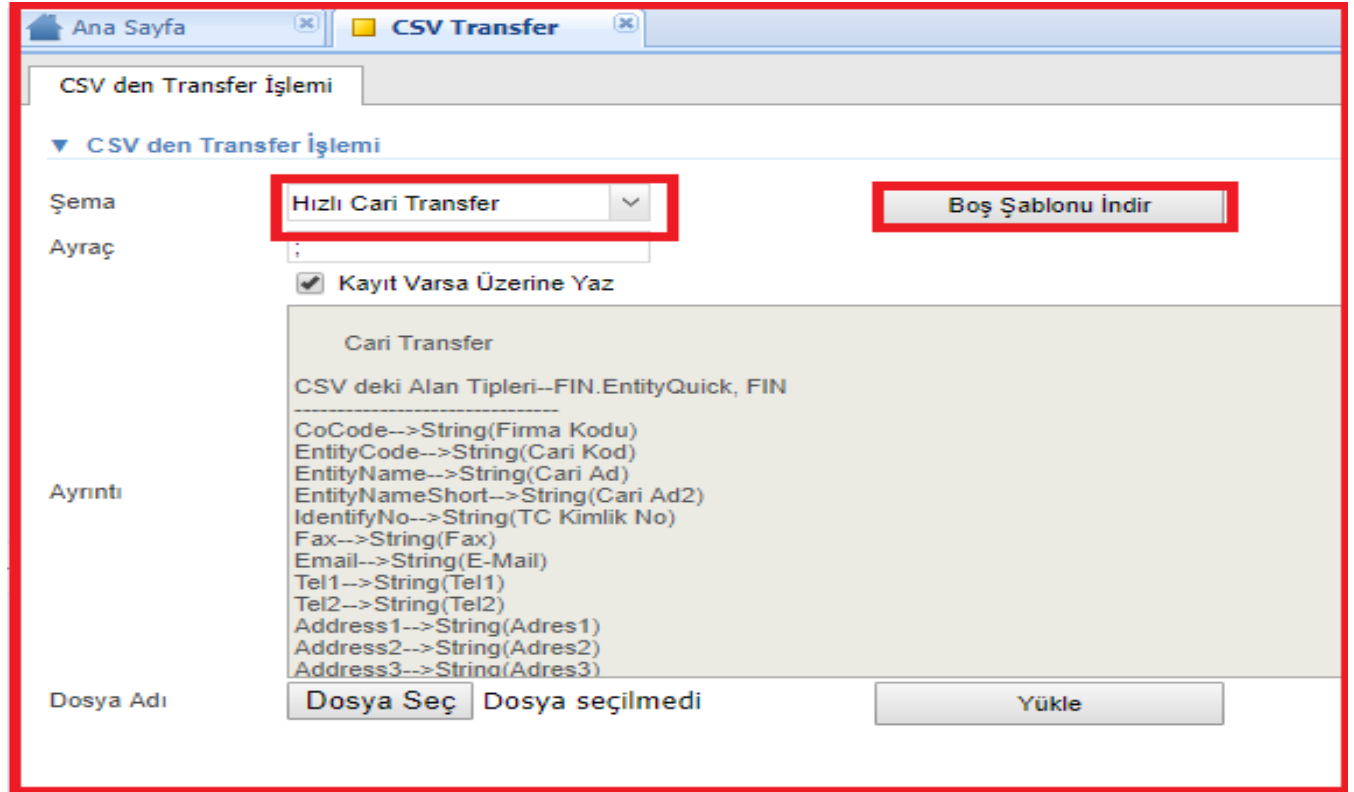 Ana Sayfa CSV Transfer
CSV den Transfer İşlemi
▼ CSV den Transfer İşlemi
Şema Hızlı Cari Transfer Boş Şablonu İndir
Ayraç ;
Kayıt Varsa Üzerine Yaz
Cari Transfer
CSV deki Alan Tipleri--FIN.EntityQuick, FIN
-------------------------------
CoCode-->String(Firma Kodu)
EntityCode-->String(Cari Kod)
EntityName-->String(Cari Ad)
Ayrıntı EntityNameShort-->String(Cari Ad2)
IdentifyNo-->String(TC Kimlik No)
Fax-->String(Fax)
Email-->String(E-Mail)
Tel1-->String(Tel1)
Tel2-->String(Tel2)
Address1-->String(Adres1)
Address2-->String(Adres2)
Address3-->String(Adres3)
Dosya Adı Dosya Seç Dosya seçilmedi Yükle